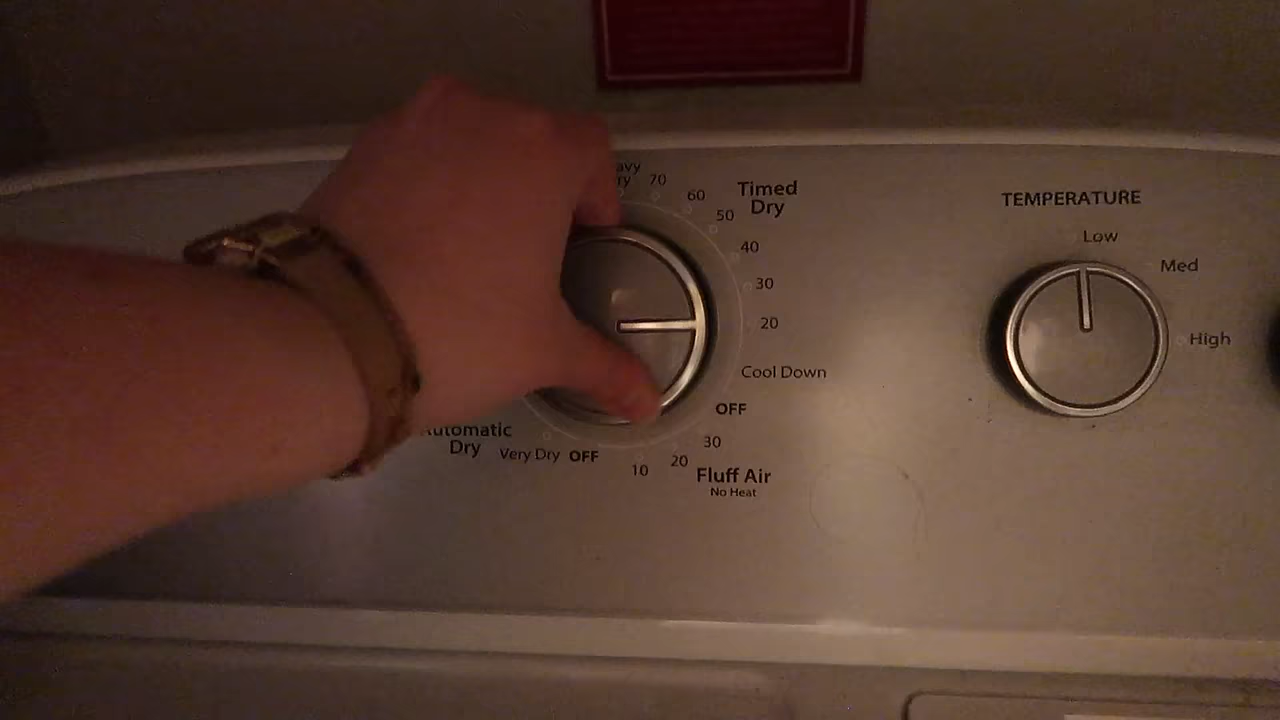 70
60
50
40
30
20
Timed
Dry
Cool Down
OFF
30
20
10
Fluff Air
No Heat
OFF
Very Dry
Dry
TEMPERATURE
Low
Med
High